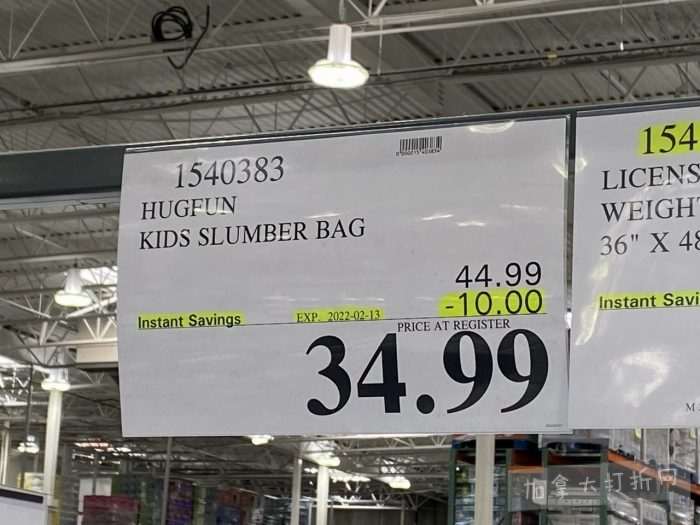 1540383
HUGFUN
KIDS SLUMBER BAG
44.99
-10.00
Instant Savings EXP. 2022-02-13
PRICE AT REGISTER
34.99
154
LICENS
WEIGH
36" X 48
Instant Savi
M
加拿大打折网